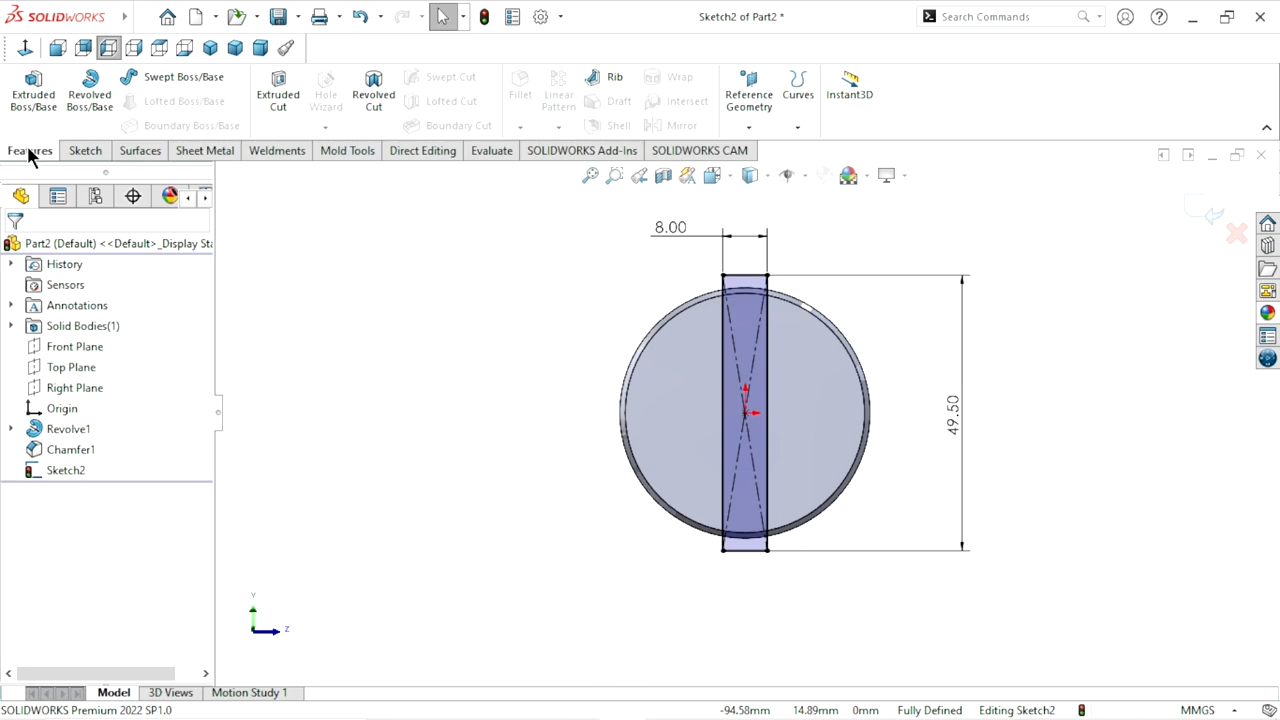 SOLIDWORKS
Sketch2 of Part2 *
Search Commands
Extruded Boss/Base
Revolved Boss/Base
Swept Boss/Base
Lofted Boss/Base
Boundary Boss/Base
Extruded Cut
Hole Wizard
Revolved Cut
Swept Cut
Lofted Cut
Boundary Cut
Fillet
Linear Pattern
Rib
Draft
Shell
Wrap
Intersect
Mirror
Reference Geometry
Curves
Instant3D
Features
Sketch
Surfaces
Sheet Metal
Weldments
Mold Tools
Direct Editing
Evaluate
SOLIDWORKS Add-Ins
SOLIDWORKS CAM
Part2 (Default) <<Default>_Display Sta
History
Sensors
Annotations
Solid Bodies(1)
Front Plane
Top Plane
Right Plane
Origin
Revolve1
Chamfer1
Sketch2
8.00
49.50
Y
Z
Model
3D Views
Motion Study 1
SOLIDWORKS Premium 2022 SP1.0
-94.58mm
14.89mm
0mm
Fully Defined
Editing Sketch2
MMGS